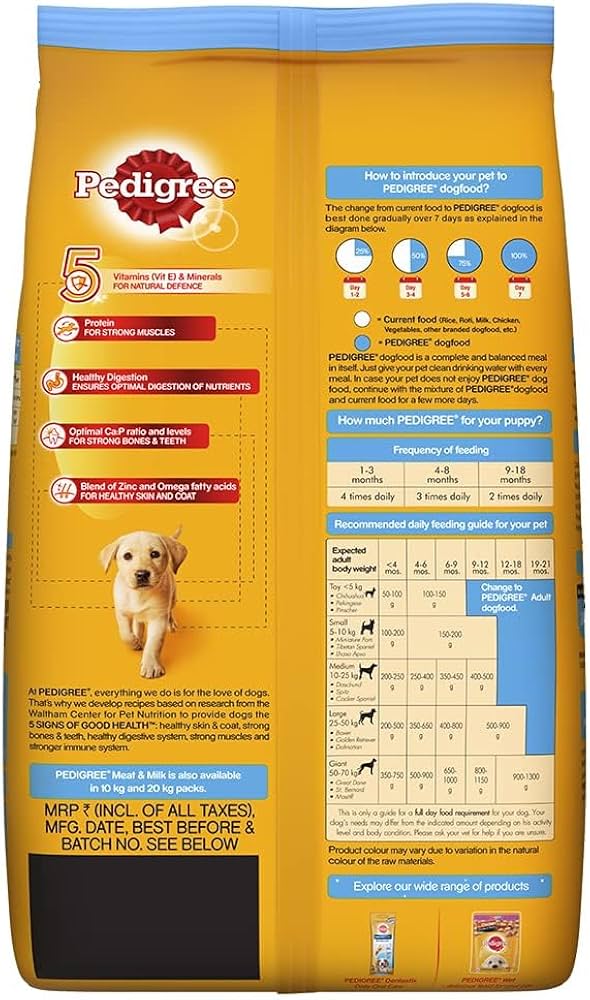 Pedigree®
5
Vitamins (Vit E) & Minerals
FOR NATURAL DEFENCE
Protein
FOR STRONG MUSCLES
Healthy Digestion
ENSURES OPTIMAL DIGESTION OF NUTRIENTS
Optimal Ca:P ratio and levels
FOR STRONG BONES & TEETH
Blend of Zinc and Omega fatty acids
FOR HEALTHY SKIN AND COAT
At PEDIGREE®, everything we do is for the love of dogs.
That's why we develop recipes based on research from the
Waltham Center for Pet Nutrition to provide dogs the
5 SIGNS OF GOOD HEALTH™: healthy skin & coat, strong
bones & teeth, healthy digestive system, strong muscles and
stronger immune system.
PEDIGREE® Meat & Milk is also available
in 10 kg and 20 kg packs.
MRP ₹ (INCL. OF ALL TAXES),
MFG. DATE, BEST BEFORE &
BATCH NO. SEE BELOW
How to introduce your pet to
PEDIGREE® dogfood?
The change from current food to PEDIGREE® dogfood is
best done gradually over 7 days as explained in the
diagram below.
25% 50% 75% 100%
Day Day Day Day
1-2 3-4 5-6 7
= Current food (Rice, Roti, Milk, Chicken,
Vegetables, other branded dogfood, etc.)
= PEDIGREE® dogfood
PEDIGREE® dogfood is a complete and balanced meal
in itself. Just give your pet clean drinking water with every
meal. In case your pet does not enjoy PEDIGREE® dog
food, continue with the mixture of PEDIGREE® dogfood
and current food for a few more days.
How much PEDIGREE® for your puppy?
Frequency of feeding
1-3 4-8 9-18
months months months
4 times daily 3 times daily 2 times daily
Recommended daily feeding guide for your pet
Expected
adult
body weight
<4 4-6 6-9 9-12 12-18 19-21
mos. mos. mos. mos. mos. mos.
Toy <5 kg
• Chihuahua
• Pekingese
• Pinscher
50-100 g 100-150 g
Change to
PEDIGREE® Adult
dogfood.
Small
5-10 kg
• Miniature Pom
• Tibetan Spaniel
• Lhasa Apso
100-200 g 150-200 g
Medium
10-25 kg
• Daschund
• Spitz
• Cocker Spaniel
200-250 g 250-400 g 350-450 g 400-500 g
Large
25-50 kg
• Boxer
• Golden Retriever
• Dalmatian
200-500 g 350-650 g 400-800 g 500-900 g
Giant
50-70 kg
• Great Dane
• St. Bernard
• Mastiff
350-750 g 500-900 g 650-1000 g 800-1150 g 900-1300 g
This is only a guide for a full day food requirement for your dog. Your
dog's needs may differ from the indicated amount depending on his activity
level and body condition. Please ask your vet for help if you are unsure.
Product colour may vary due to variation in the natural
colour of the raw materials.
Explore our wide range of products
PEDIGREE® Dentastix
Daily Oral Care
PEDIGREE® Wet